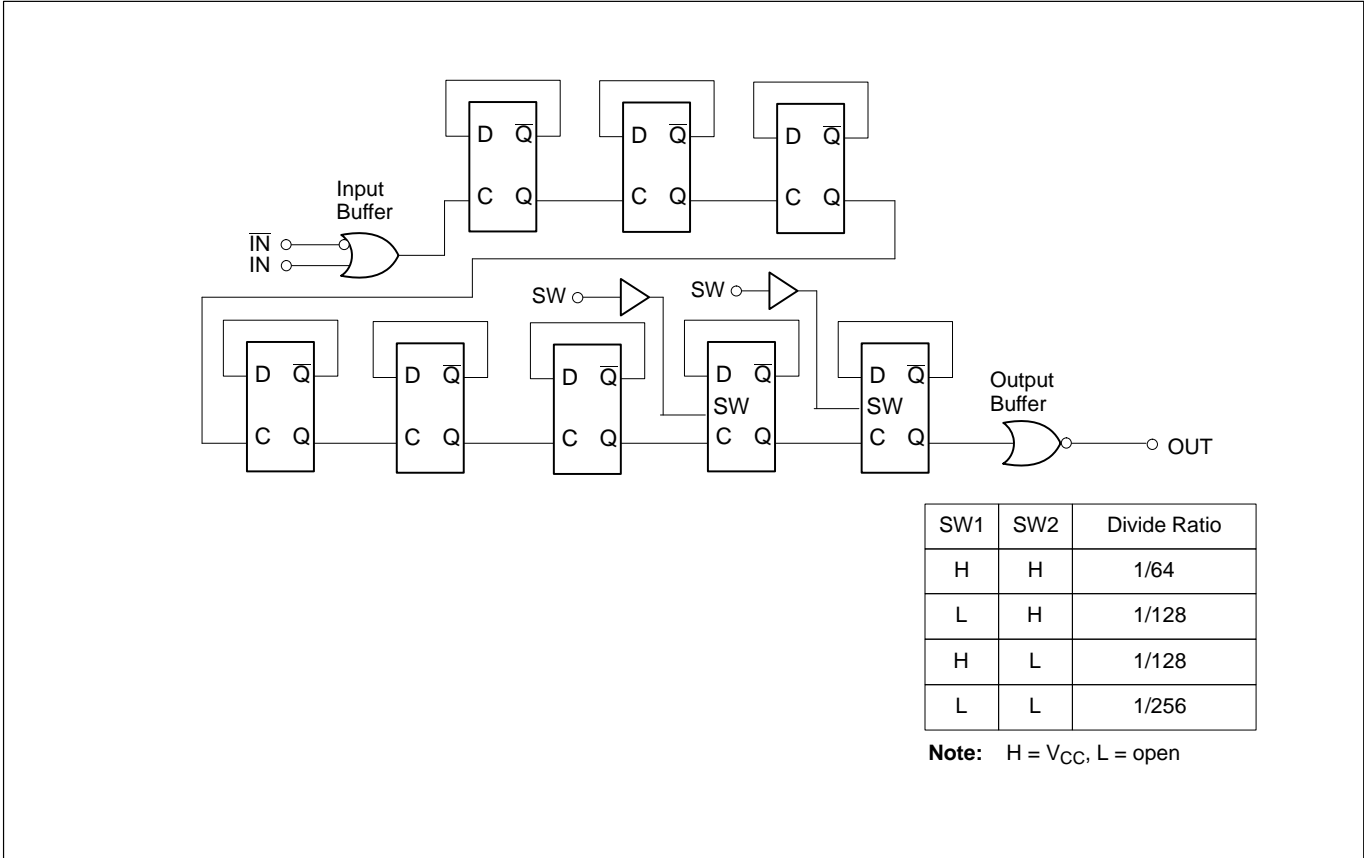 D Q̅
C Q
D Q̅
C Q
D Q̅
C Q
Input
Buffer
I̅N̅
IN
SW
SW
D Q̅
C Q
D Q̅
C Q
D Q̅
C Q
D Q̅
SW
C Q
D Q̅
SW
C Q
Output
Buffer
OUT
SW1 SW2 Divide Ratio
H H 1/64
L H 1/128
H L 1/128
L L 1/256
Note: H = VCC, L = open